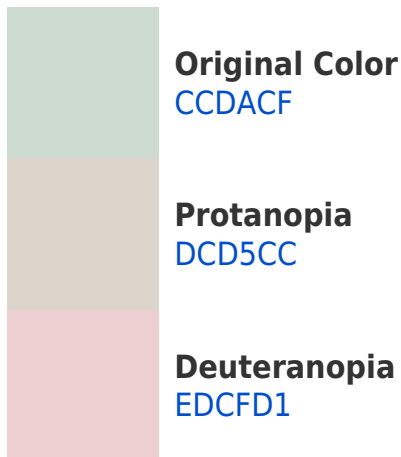 Original Color
CCDACF
Protanopia
DCD5CC
Deuteranopia
EDCFD1